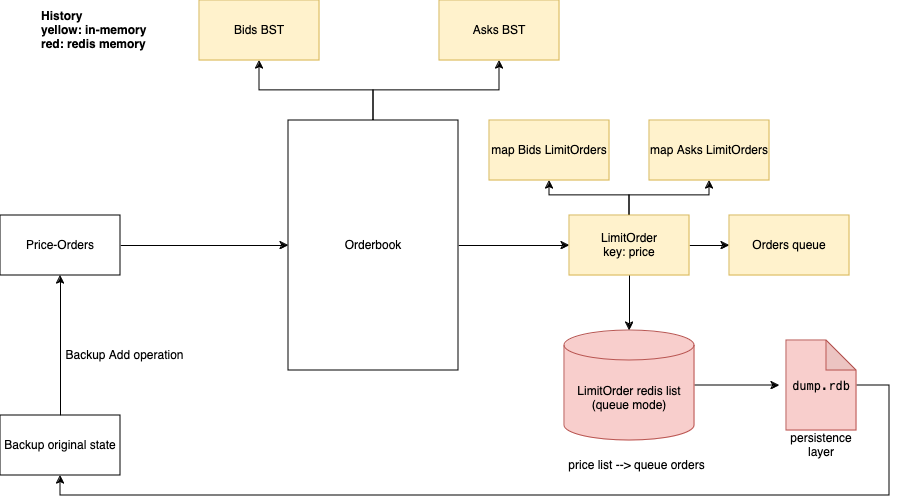 History
yellow: in-memory
red: redis memory
Bids BST
Asks BST
map Bids LimitOrders
map Asks LimitOrders
Price-Orders
Orderbook
LimitOrder
key: price
Orders queue
Backup Add operation
LimitOrder redis list
(queue mode)
dump.rdb
persistence
layer
Backup original state
price list --> queue orders